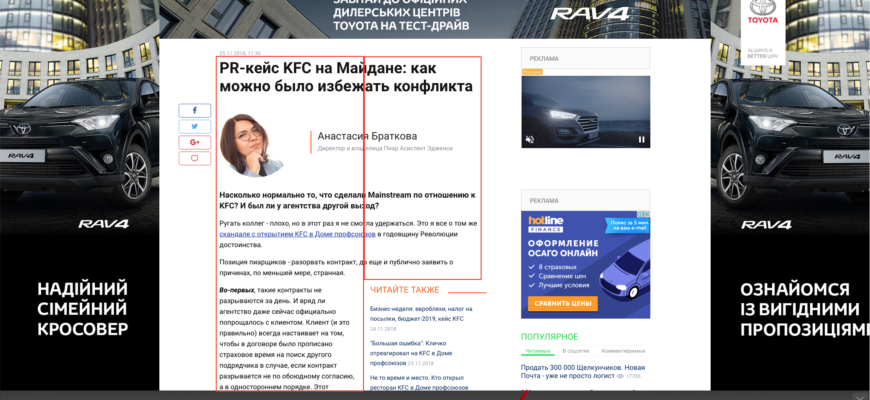 ЗАВІТАЙ ДО ОФІЦІЙНИХ
ДИЛЕРСЬКИХ ЦЕНТРІВ
TOYOTA НА ТЕСТ-ДРАЙВ
RAV4
TOYOTA
ALWAYS A
BETTER WAY
25.11.2018, 11:30
PR-кейс KFC на Майдане: как
можно было избежать конфликта
Анастасия Браткова
Директор и владелица Пиар Асистент Эдженси
Насколько нормально то, что сделали Mainstream по отношению к
KFC? И был ли у агентства другой выход?
Ругать коллег - плохо, но в этот раз я не смогла удержаться. Это я все о том же
скандале с открытием KFC в Доме профсоюзов в годовщину Революции
достоинства.
Позиция пиарщиков - разорвать контракт, да еще и публично заявить о
причинах, по меньшей мере, странная.
Во-первых, такие контракты не
разрываются за день. И вряд ли
агентство даже сейчас официально
попрощалось с клиентом. Клиент (и это
правильно) всегда настаивает на том,
чтобы в договоре было прописано
страховое время на поиск другого
подрядчика в случае, если контракт
разрывается не по обоюдному согласию,
а в одностороннем порядке. Этот
ЧИТАЙТЕ ТАКЖЕ
Бизнес-неделя: евробляхи, налог на
посылки, бюджет-2019, кейс KFC
24.11.2018
"Большая ошибка": Кличко
отреагировал на KFC в Доме
профсоюзов 23.11.2018
Не то время и место. Кто открыл
ресторан KFC в Доме профсоюзов
РЕКЛАМА
РЕКЛАМА
hotline
FINANCE
Полис за 5 мин.
на ваш e-mail
ОФОРМЛЕНИЕ
ОСАГО ОНЛАЙН
8 страховых
Сравнение цен
Лучшие условия
СРАВНИТЬ ЦЕНЫ
ПОПУЛЯРНОЕ
Читаемые
В соцсетях
Комментируемые
Продать 300 000 Щелкунчиков. Новая
Почта - уже не просто логист 17705
RAV4
RAV4
НАДІЙНИЙ
СІМЕЙНИЙ
КРОСОВЕР
RAV4
RAV4
ОЗНАЙОМСЯ
ІЗ ВИГІДНИМИ
ПРОПОЗИЦІЯМИ